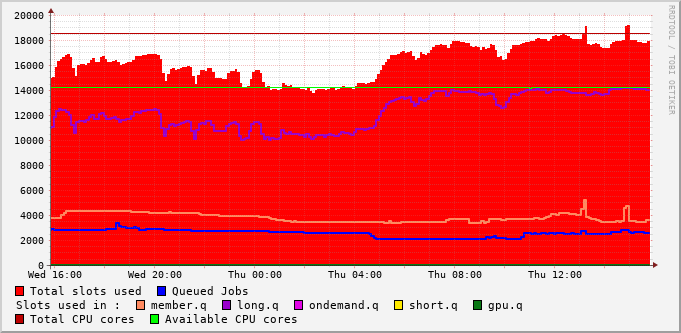 20000
18000
16000
14000
12000
10000
8000
6000
4000
2000
0
Wed 16:00 Wed 20:00 Thu 00:00 Thu 04:00 Thu 08:00 Thu 12:00
RRDTOOL / TOBI OETIKER
Total slots used Queued Jobs
Slots used in : member.q long.q ondemand.q short.q gpu.q
Total CPU cores Available CPU cores